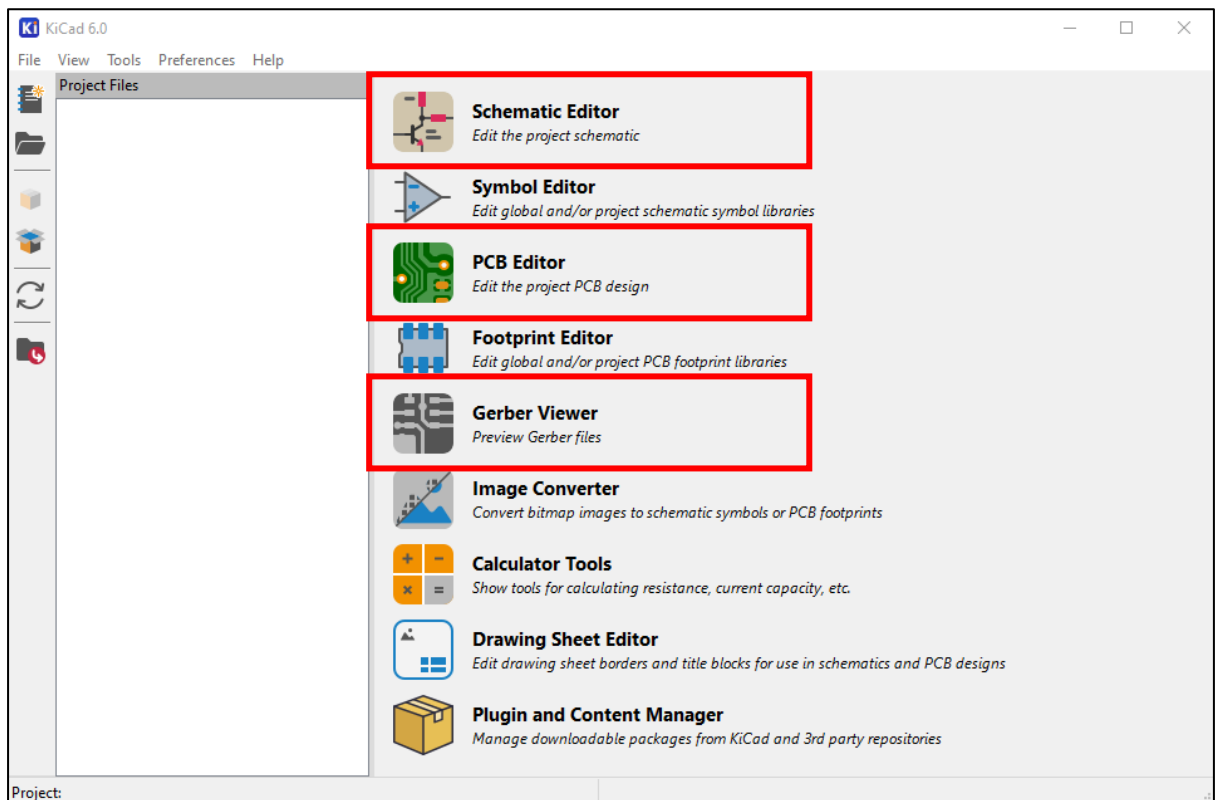 KiCad 6.0
File View Tools Preferences Help
Project Files
Schematic Editor
Edit the project schematic
Symbol Editor
Edit global and/or project schematic symbol libraries
PCB Editor
Edit the project PCB design
Footprint Editor
Edit global and/or project PCB footprint libraries
Gerber Viewer
Preview Gerber files
Image Converter
Convert bitmap images to schematic symbols or PCB footprints
Calculator Tools
Show tools for calculating resistance, current capacity, etc.
Drawing Sheet Editor
Edit drawing sheet borders and title blocks for use in schematics and PCB designs
Plugin and Content Manager
Manage downloadable packages from KiCad and 3rd party repositories
Project: